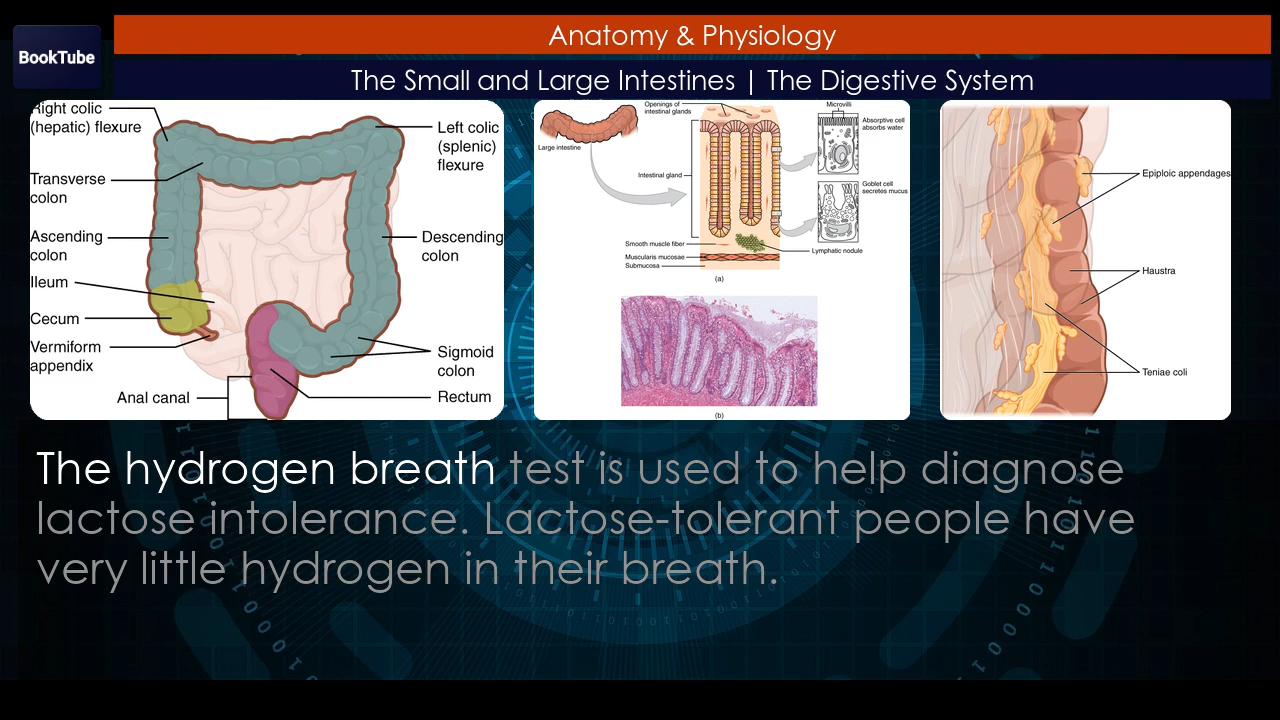 BookTube
Anatomy & Physiology
The Small and Large Intestines | The Digestive System
Right colic
(hepatic) flexure
Transverse
colon
Ascending
colon
Ileum
Cecum
Vermiform
appendix
Anal canal
Left colic
(splenic)
flexure
Descending
colon
Sigmoid
colon
Rectum
Large intestine
Openings of
intestinal glands
Intestinal gland
Smooth muscle fiber
Muscularis mucosae
Submucosa
Microvilli
Absorptive cell
absorbs water
Goblet cell
secretes mucus
Lymphatic nodule
(a)
(b)
Epiploic appendages
Haustra
Teniae coli
The hydrogen breath test is used to help diagnose
lactose intolerance. Lactose-tolerant people have
very little hydrogen in their breath.